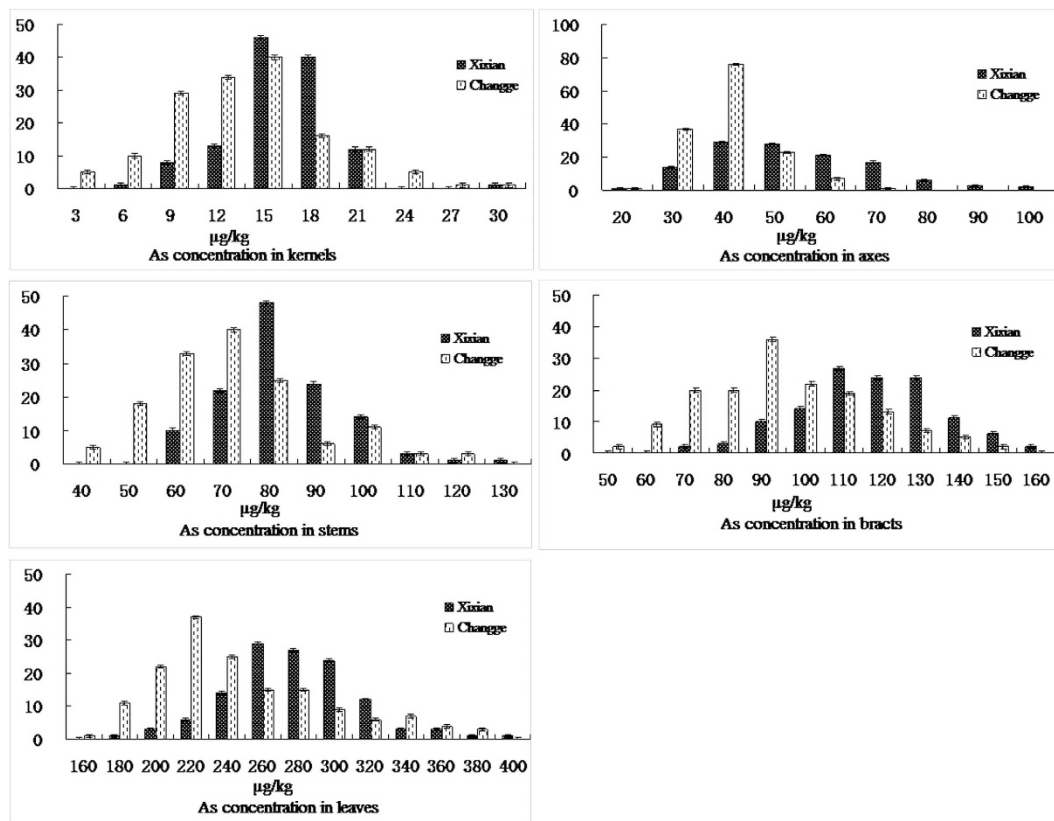 50
40
30
20
10
0
Xixian
Changge
3 6 9 12 15 18 21 24 27 30
µg/kg
As concentration in kernels
100
80
60
40
20
0
Xixian
Changge
20 30 40 50 60 70 80 90 100
µg/kg
As concentration in axes
50
40
30
20
10
0
Xixian
Changge
40 50 60 70 80 90 100 110 120 130
µg/kg
As concentration in stems
50
40
30
20
10
0
Xixian
Changge
50 60 70 80 90 100 110 120 130 140 150 160
µg/kg
As concentration in bracts
50
40
30
20
10
0
Xixian
Changge
160 180 200 220 240 260 280 300 320 340 360 380 400
µg/kg
As concentration in leaves